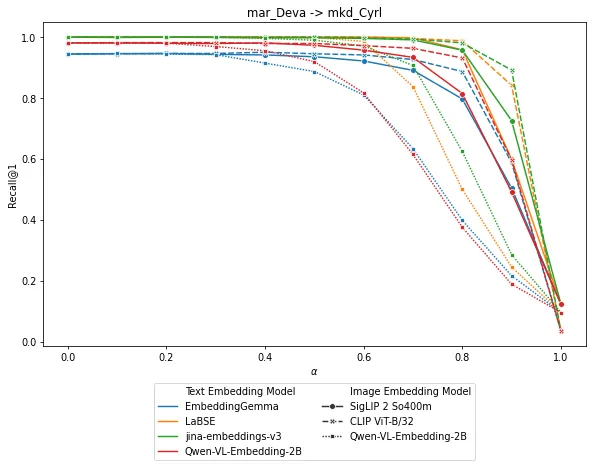 mar_Deva -> mkd_Cyrl
Recall@1
1.0
0.8
0.6
0.4
0.2
0.0
0.0 0.2 0.4 0.6 0.8 1.0
α
Text Embedding Model
EmbeddingGemma
LaBSE
jina-embeddings-v3
Qwen-VL-Embedding-2B
Image Embedding Model
SigLIP 2 So400m
CLIP ViT-B/32
Qwen-VL-Embedding-2B